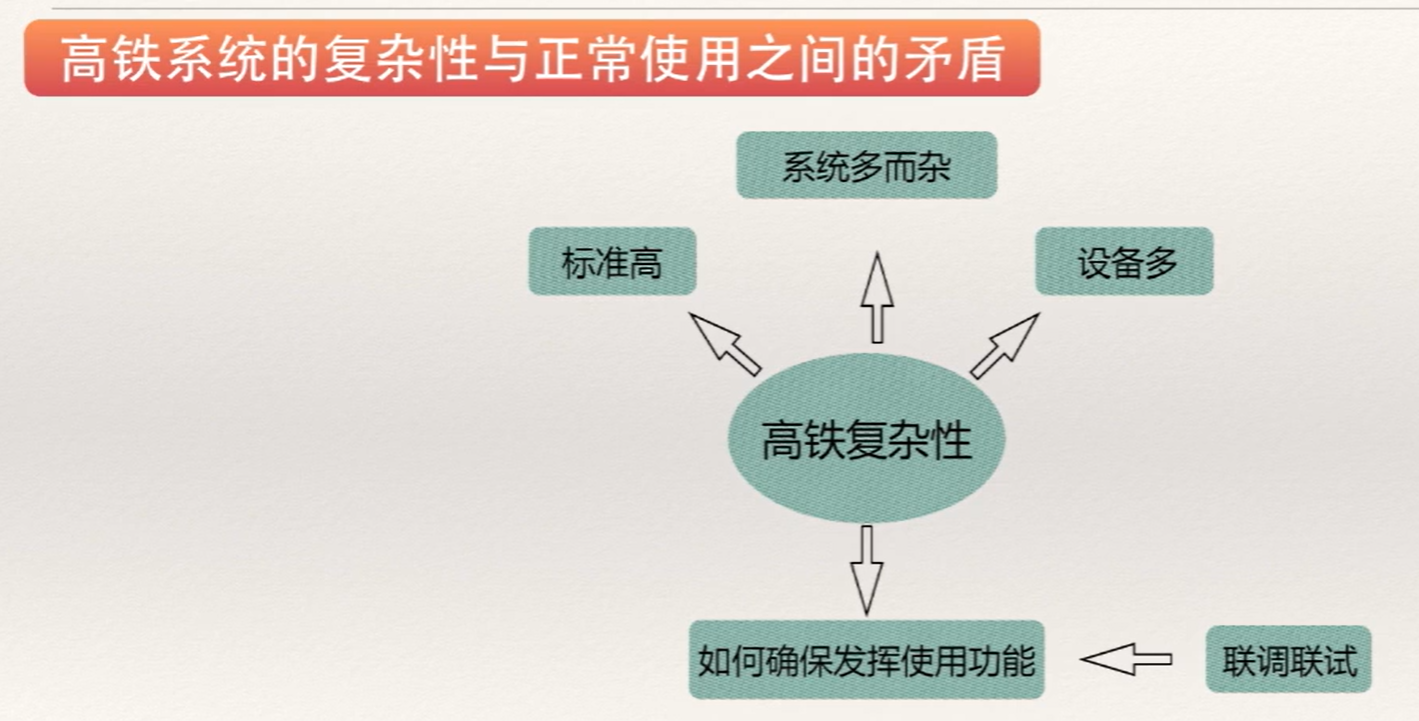 高铁系统的复杂性与正常使用之间的矛盾
系统多而杂
标准高
设备多
高铁复杂性
如何确保发挥使用功能
联调联试